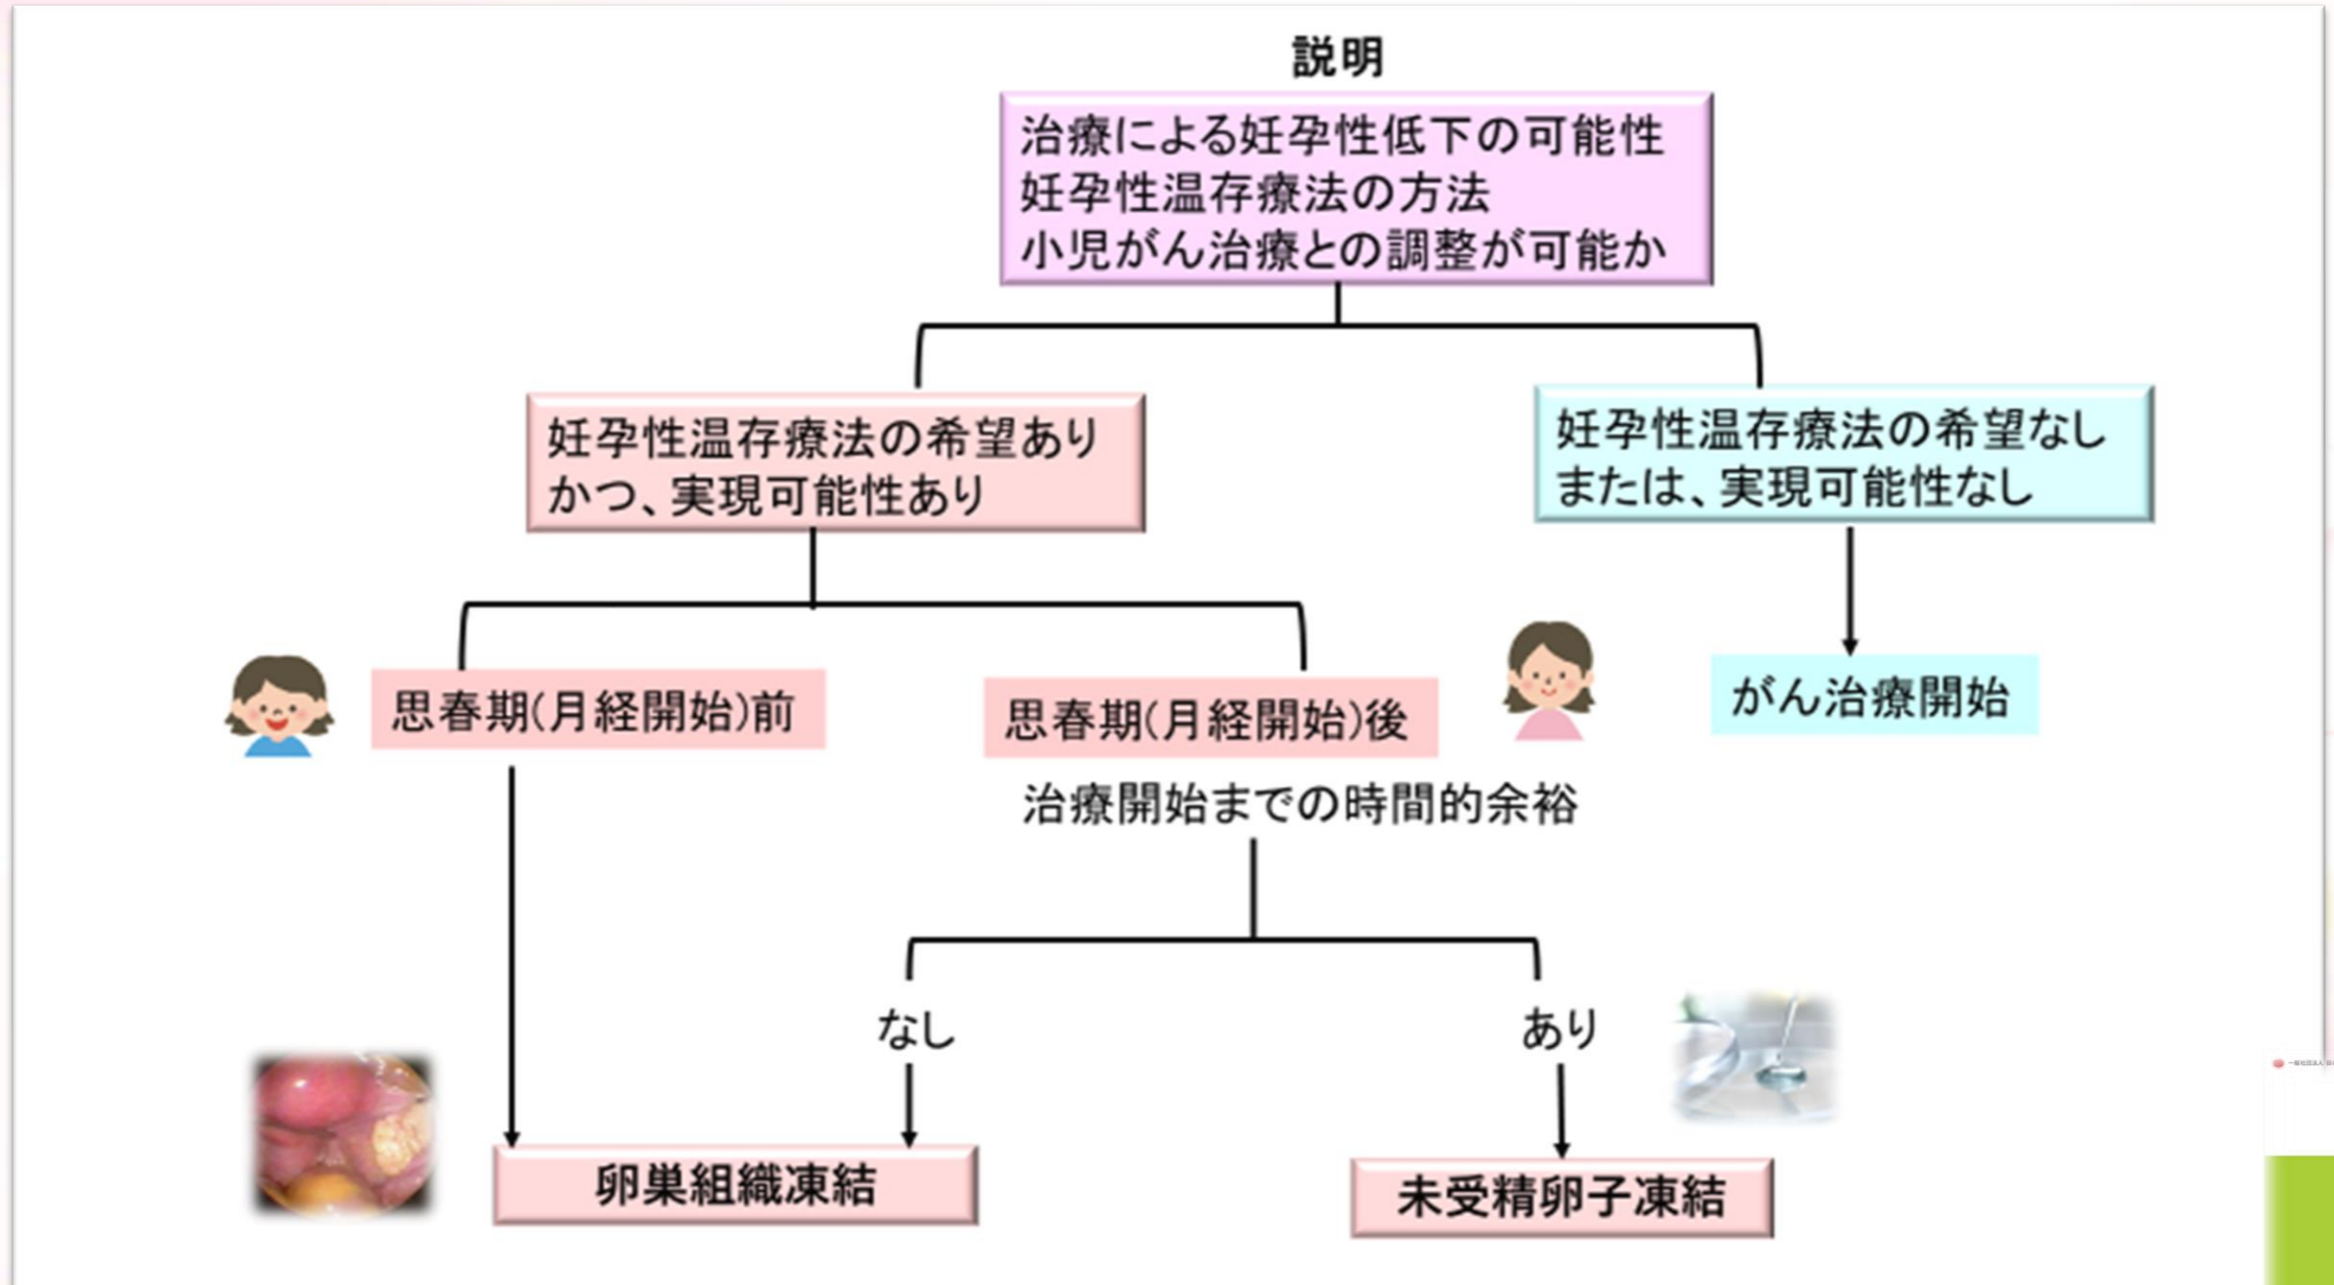 説明
治療による妊孕性低下の可能性
妊孕性温存療法の方法
小児がん治療との調整が可能か
妊孕性温存療法の希望あり
かつ、実現可能性あり
妊孕性温存療法の希望なし
または、実現可能性なし
思春期(月経開始)前
思春期(月経開始)後
がん治療開始
治療開始までの時間的余裕
なし
あり
卵巣組織凍結
未受精卵子凍結
一般社団法人